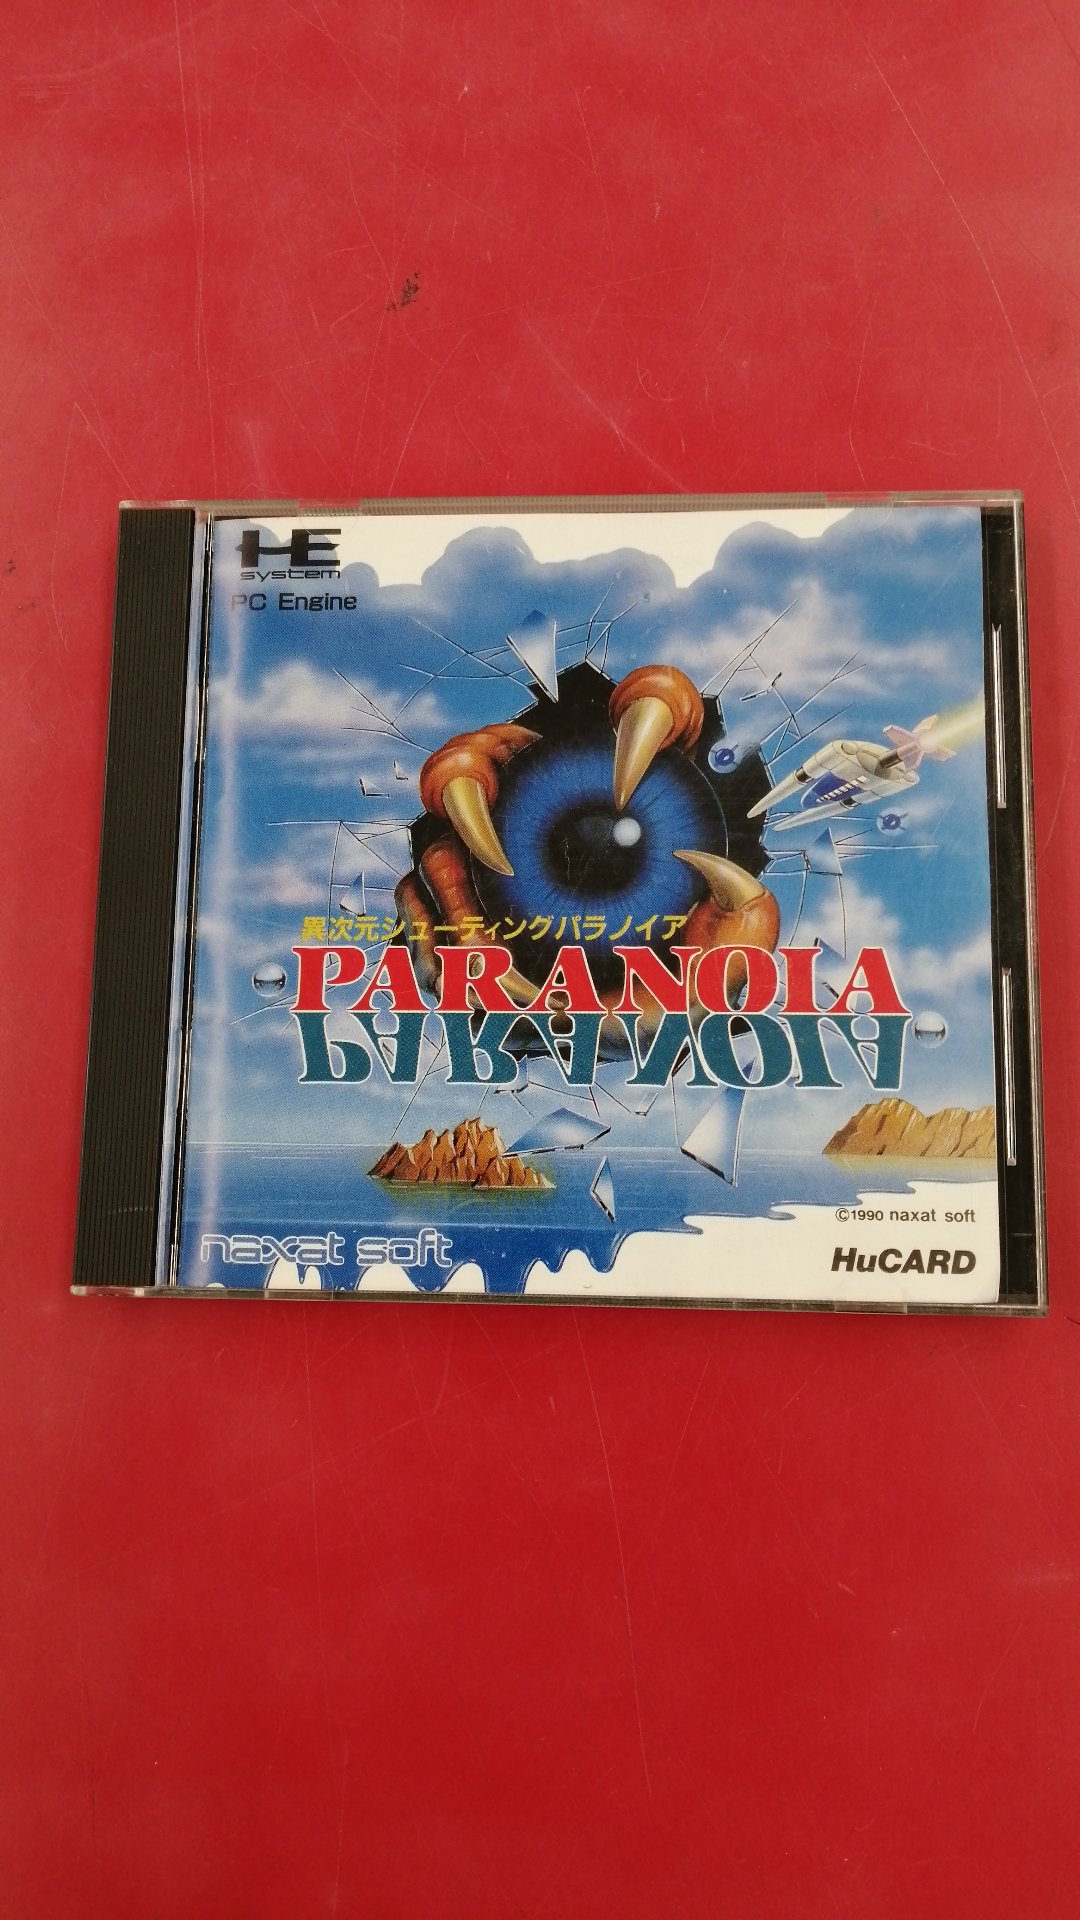 HE
system
PC Engine
異次元シューティングパラノイア
PARANOIA
PARANOIA
©1990 naxat soft
naxat soft
HuCARD